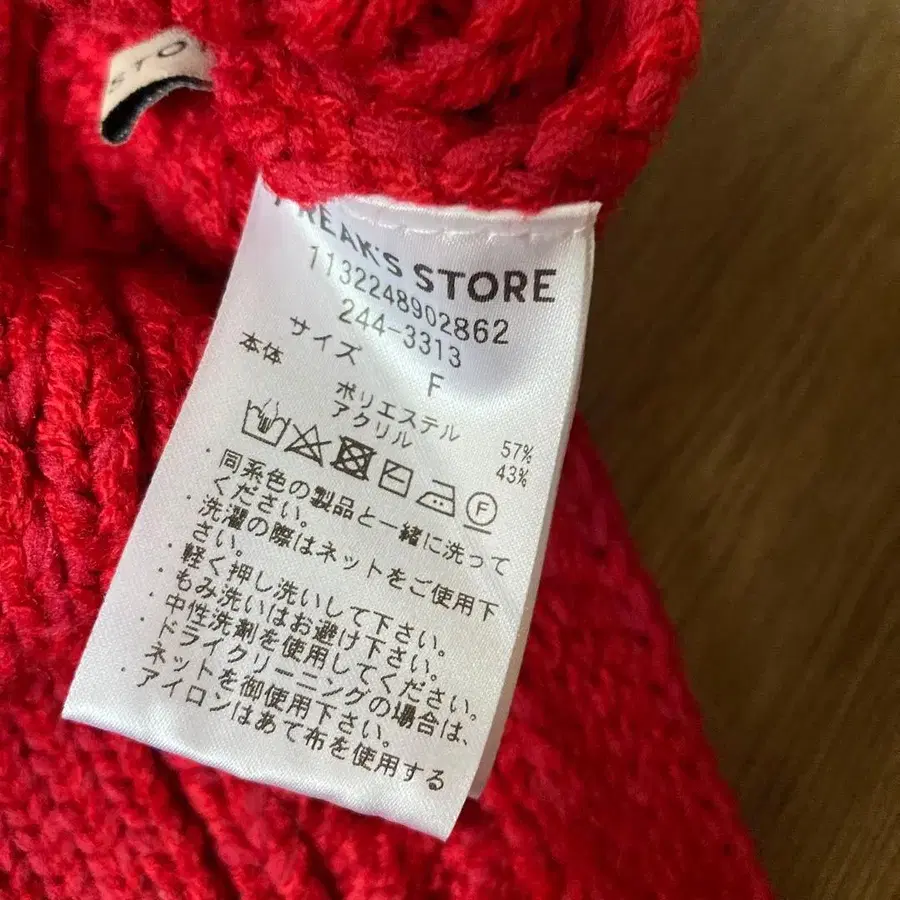 STO
FREAK'S STORE
1132248902862
244-3313
サイズ F
本体 ポリエステル 57%
アクリル 43%
F
・同系色の製品と一緒に洗って
ください。
・洗濯の際はネットをご使用下
さい。
・軽く押し洗いして下さい。
・もみ洗いはお避け下さい。
・中性洗剤を使用してください。
・ドライクリーニングの場合は、
ネットを御使用下さい。
・アイロンはあて布を使用する